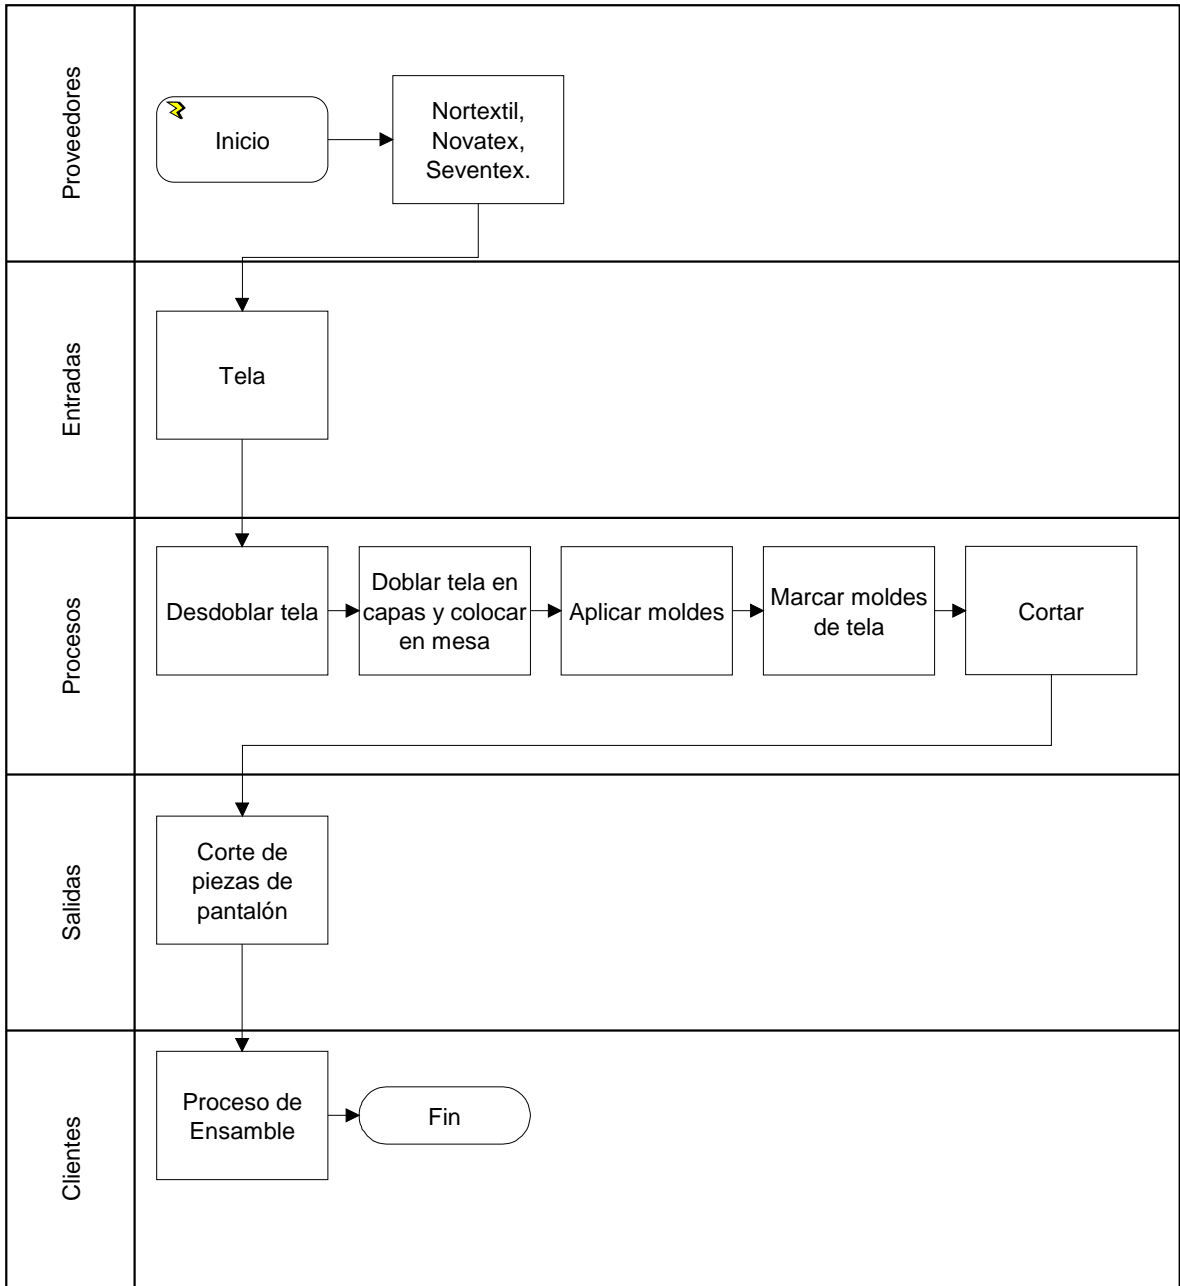 Proveedores
Inicio
Nortextil,
Novatex,
Seventex.
Entradas
Tela
Procesos
Desdoblar tela
Doblar tela en
capas y colocar
en mesa
Aplicar moldes
Marcar moldes
de tela
Cortar
Salidas
Corte de
piezas de
pantalón
Clientes
Proceso de
Ensamble
Fin